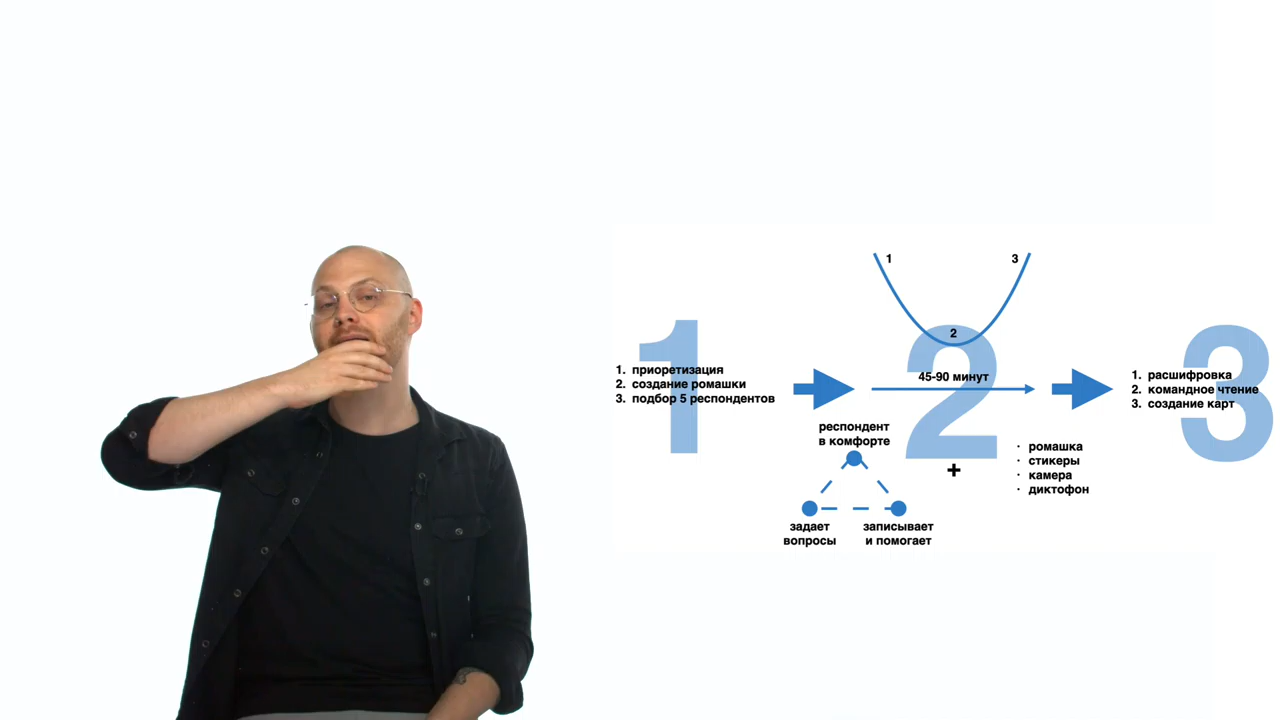 1
1. приоретизация
2. создание ромашки
3. подбор 5 респондентов
1
3
2
2
45-90 минут
респондент
в комфорте
задает
вопросы
записывает
и помогает
+
· ромашка
· стикеры
· камера
· диктофон
3
1. расшифровка
2. командное чтение
3. создание карт